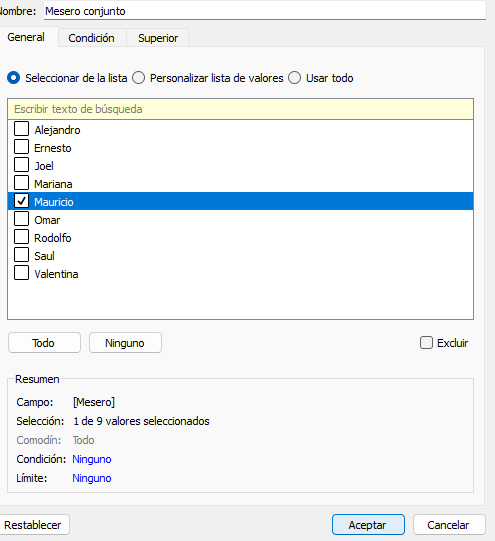 Nombre: Mesero conjunto
General Condición Superior
Seleccionar de la lista Personalizar lista de valores Usar todo
Escribir texto de búsqueda
Alejandro
Ernesto
Joel
Mariana
Mauricio
Omar
Rodolfo
Saul
Valentina
Todo Ninguno Excluir
Resumen
Campo: [Mesero]
Selección: 1 de 9 valores seleccionados
Comodín: Todo
Condición: Ninguno
Límite: Ninguno
Restablecer Aceptar Cancelar